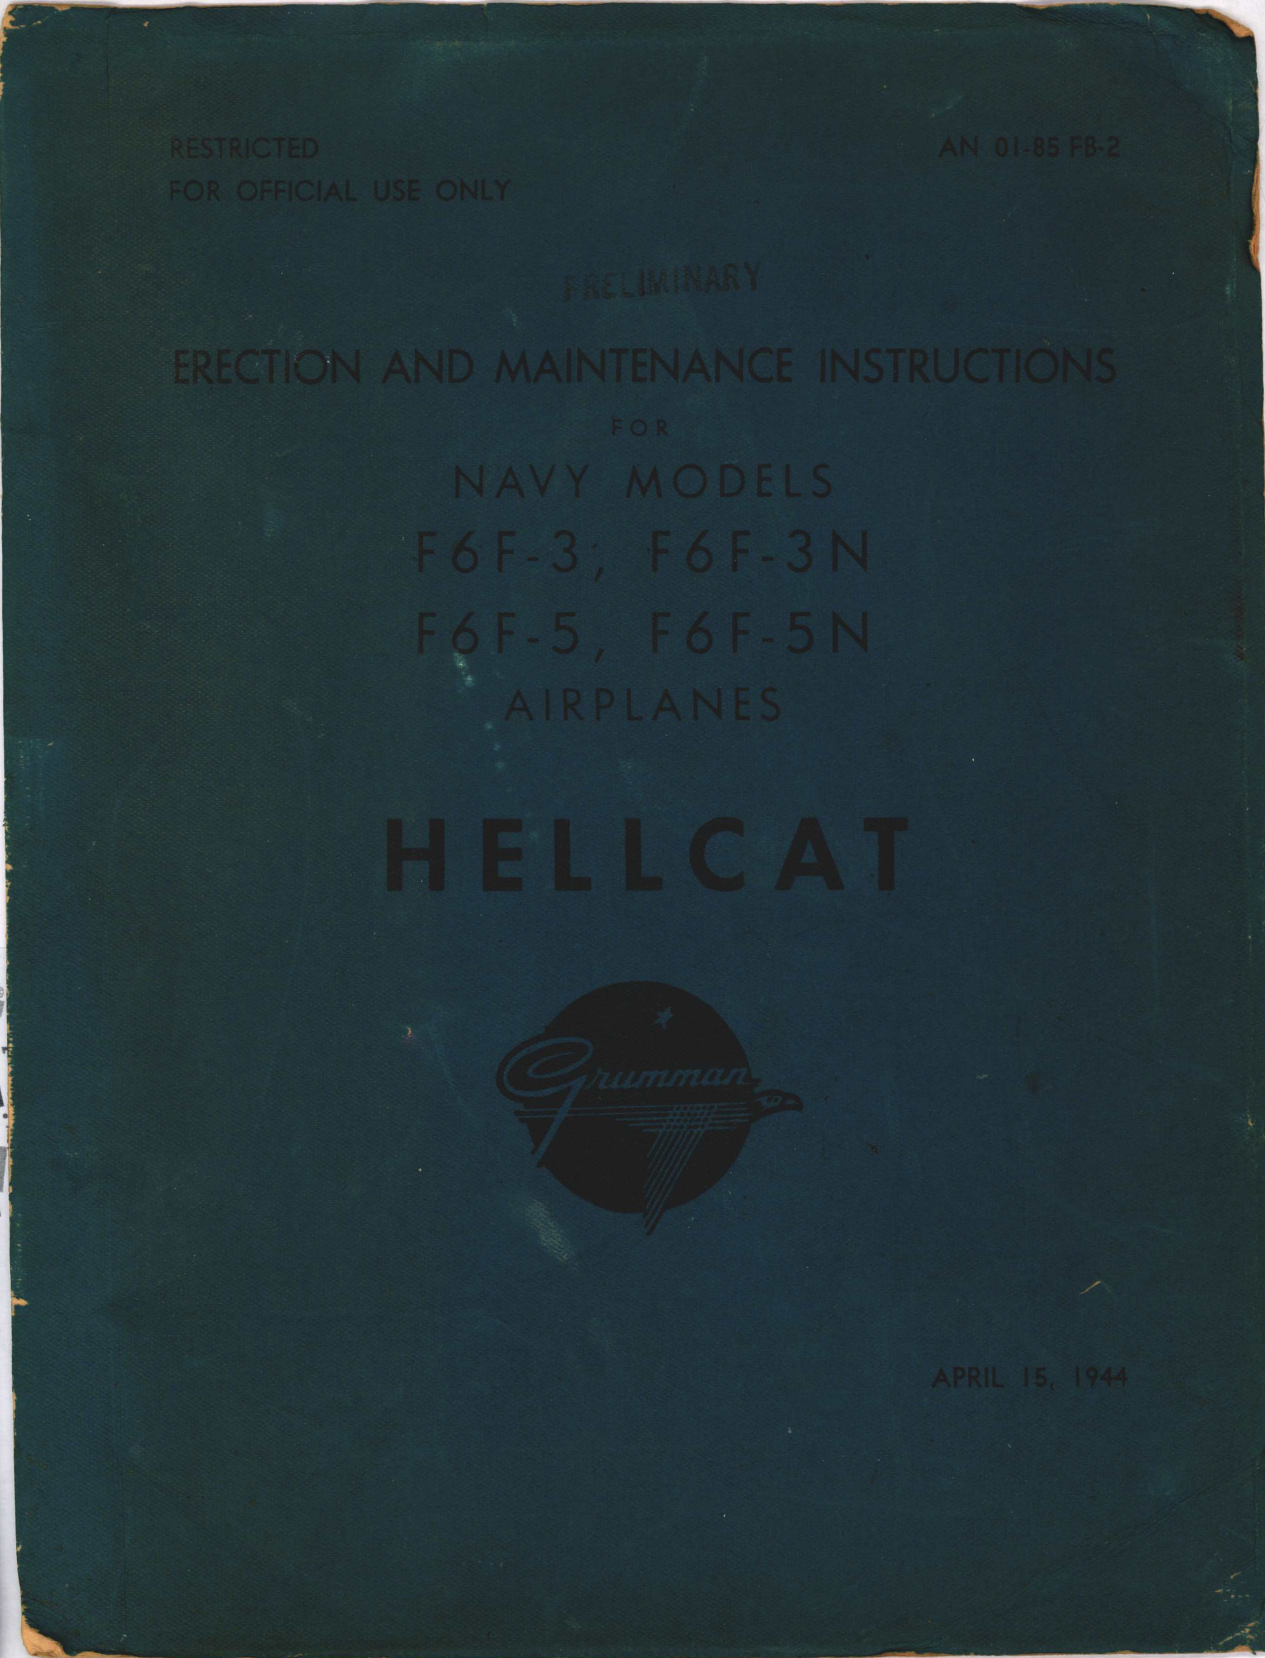 RESTRICTED
AN 01-85 FB-2
FOR OFFICIAL USE ONLY
PRELIMINARY
ERECTION AND MAINTENANCE INSTRUCTIONS
FOR
NAVY MODELS
F6F-3; F6F-3N
F6F-5, F6F-5N
AIRPLANES
HELLCAT
Grumman
APRIL 15, 1944